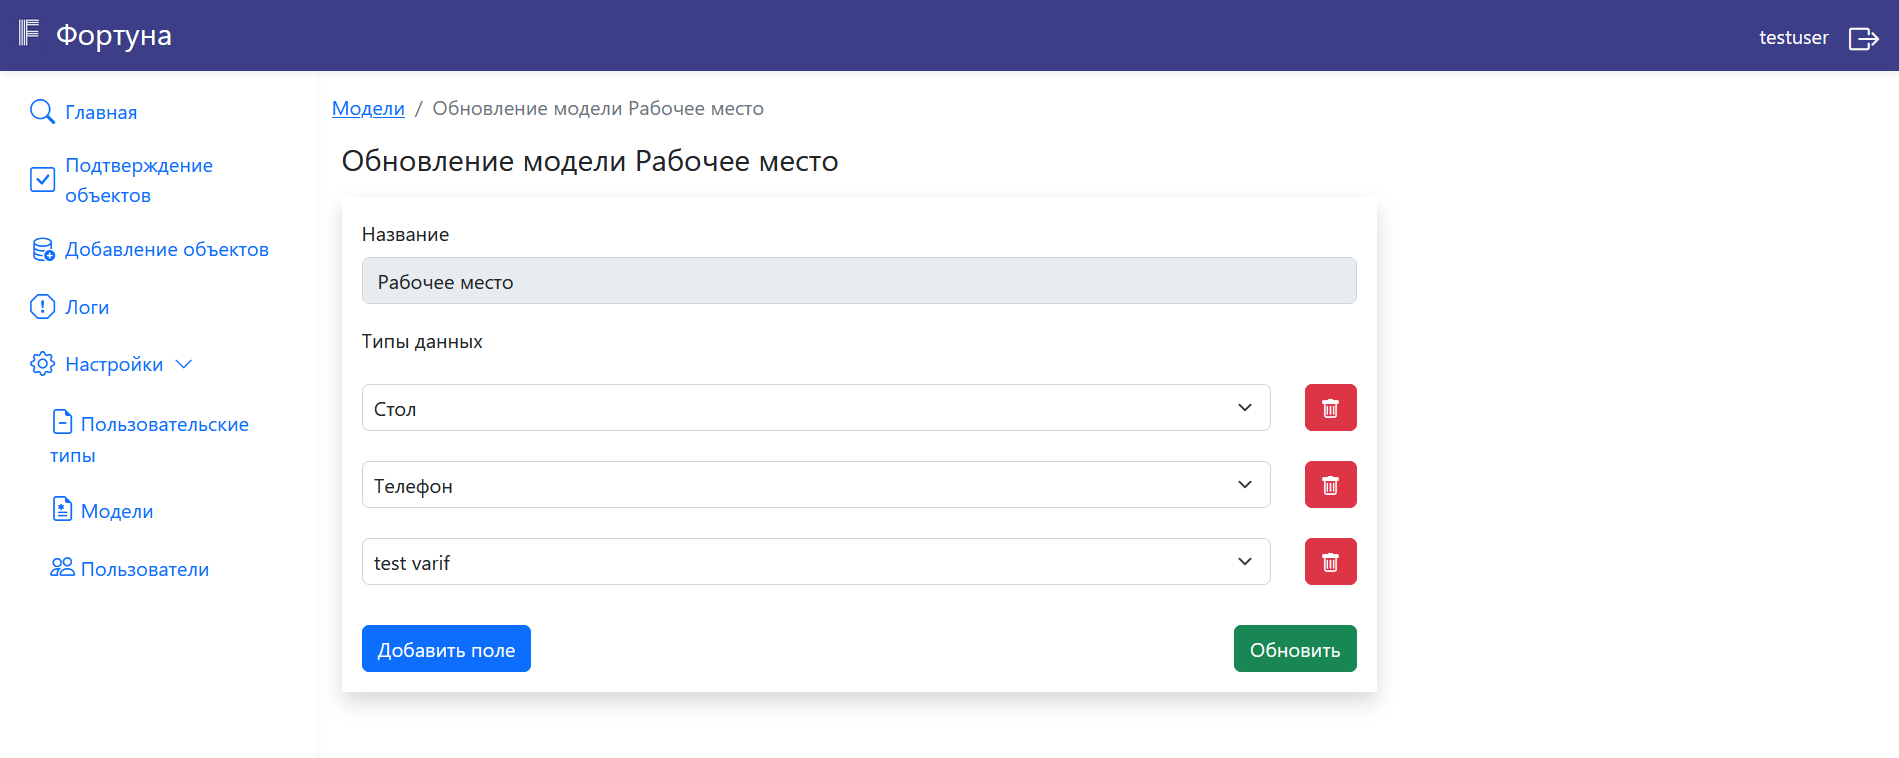 Фортуна
testuser
Главная
Подтверждение
объектов
Добавление объектов
Логи
Настройки
Пользовательские
типы
Модели
Пользователи
Модели / Обновление модели Рабочее место
Обновление модели Рабочее место
Название
Рабочее место
Типы данных
Стол
Телефон
test varif
Добавить поле
Обновить